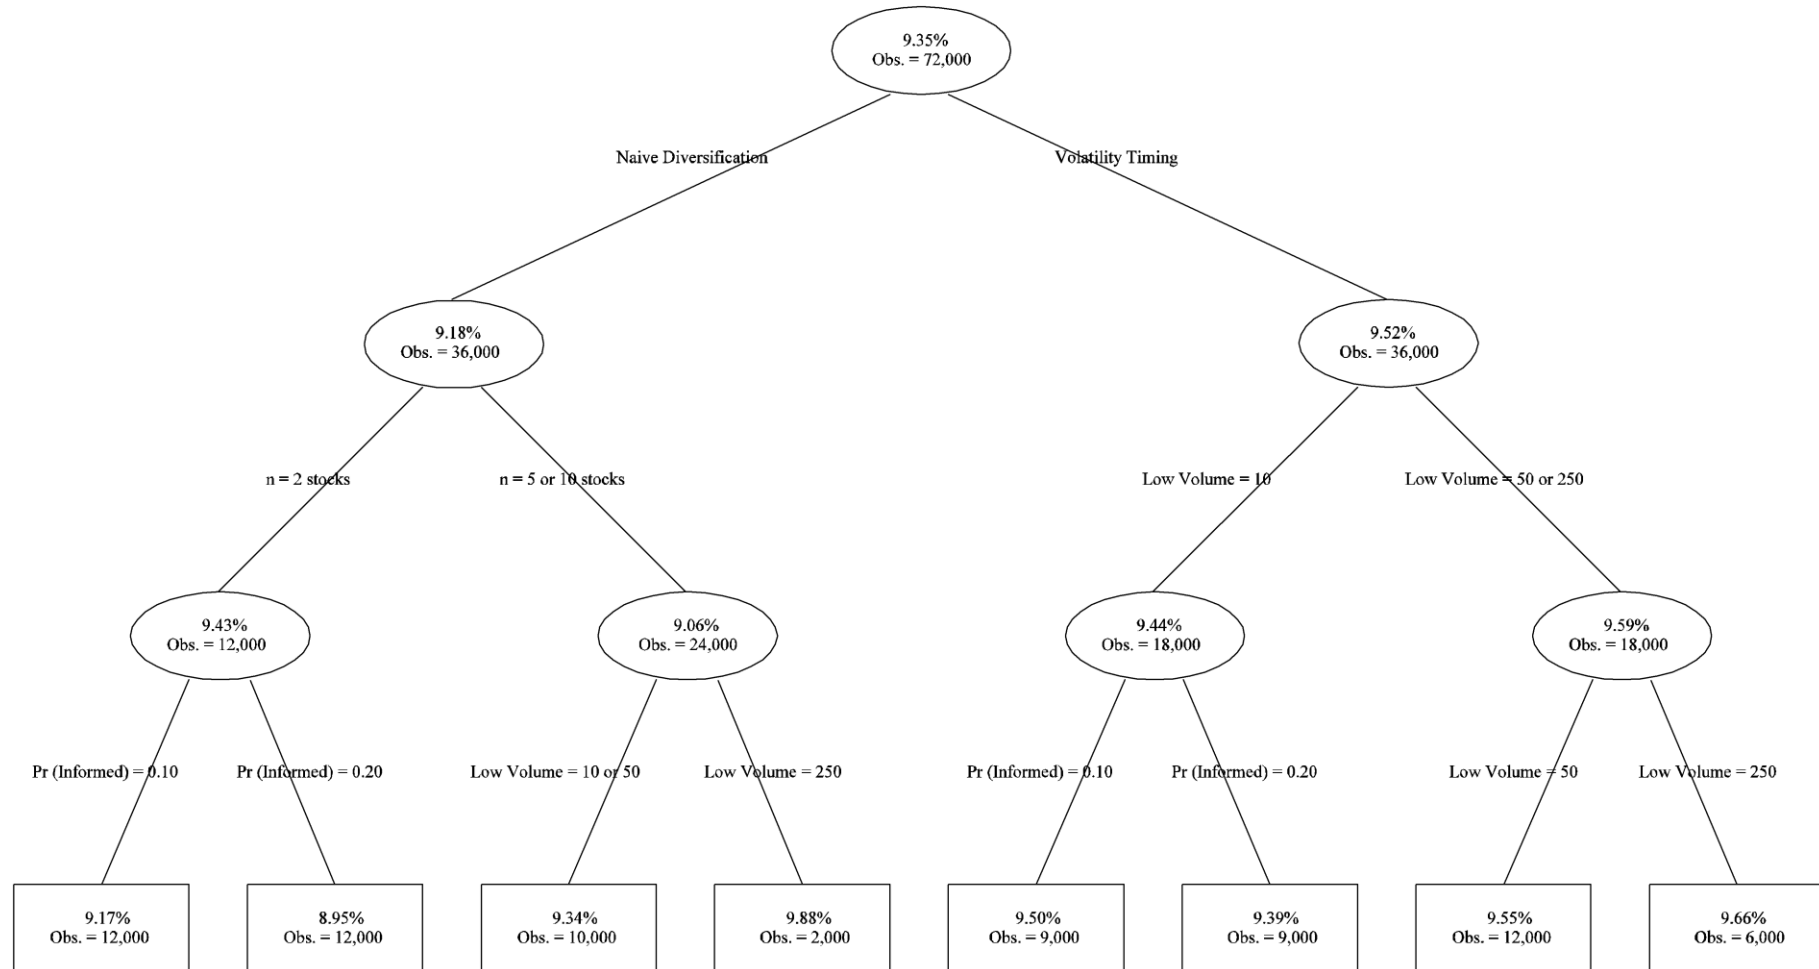 9.35%
Obs. = 72,000
Naive Diversification
Volatility Timing
9.18%
Obs. = 36,000
9.52%
Obs. = 36,000
n = 2 stocks
n = 5 or 10 stocks
Low Volume = 10
Low Volume = 50 or 250
9.43%
Obs. = 12,000
9.06%
Obs. = 24,000
9.44%
Obs. = 18,000
9.59%
Obs. = 18,000
Pr (Informed) = 0.10
Pr (Informed) = 0.20
Low Volume = 10 or 50
Low Volume = 250
Pr (Informed) = 0.10
Pr (Informed) = 0.20
Low Volume = 50
Low Volume = 250
9.17%
Obs. = 12,000
8.95%
Obs. = 12,000
9.34%
Obs. = 10,000
9.88%
Obs. = 2,000
9.50%
Obs. = 9,000
9.39%
Obs. = 9,000
9.55%
Obs. = 12,000
9.66%
Obs. = 6,000